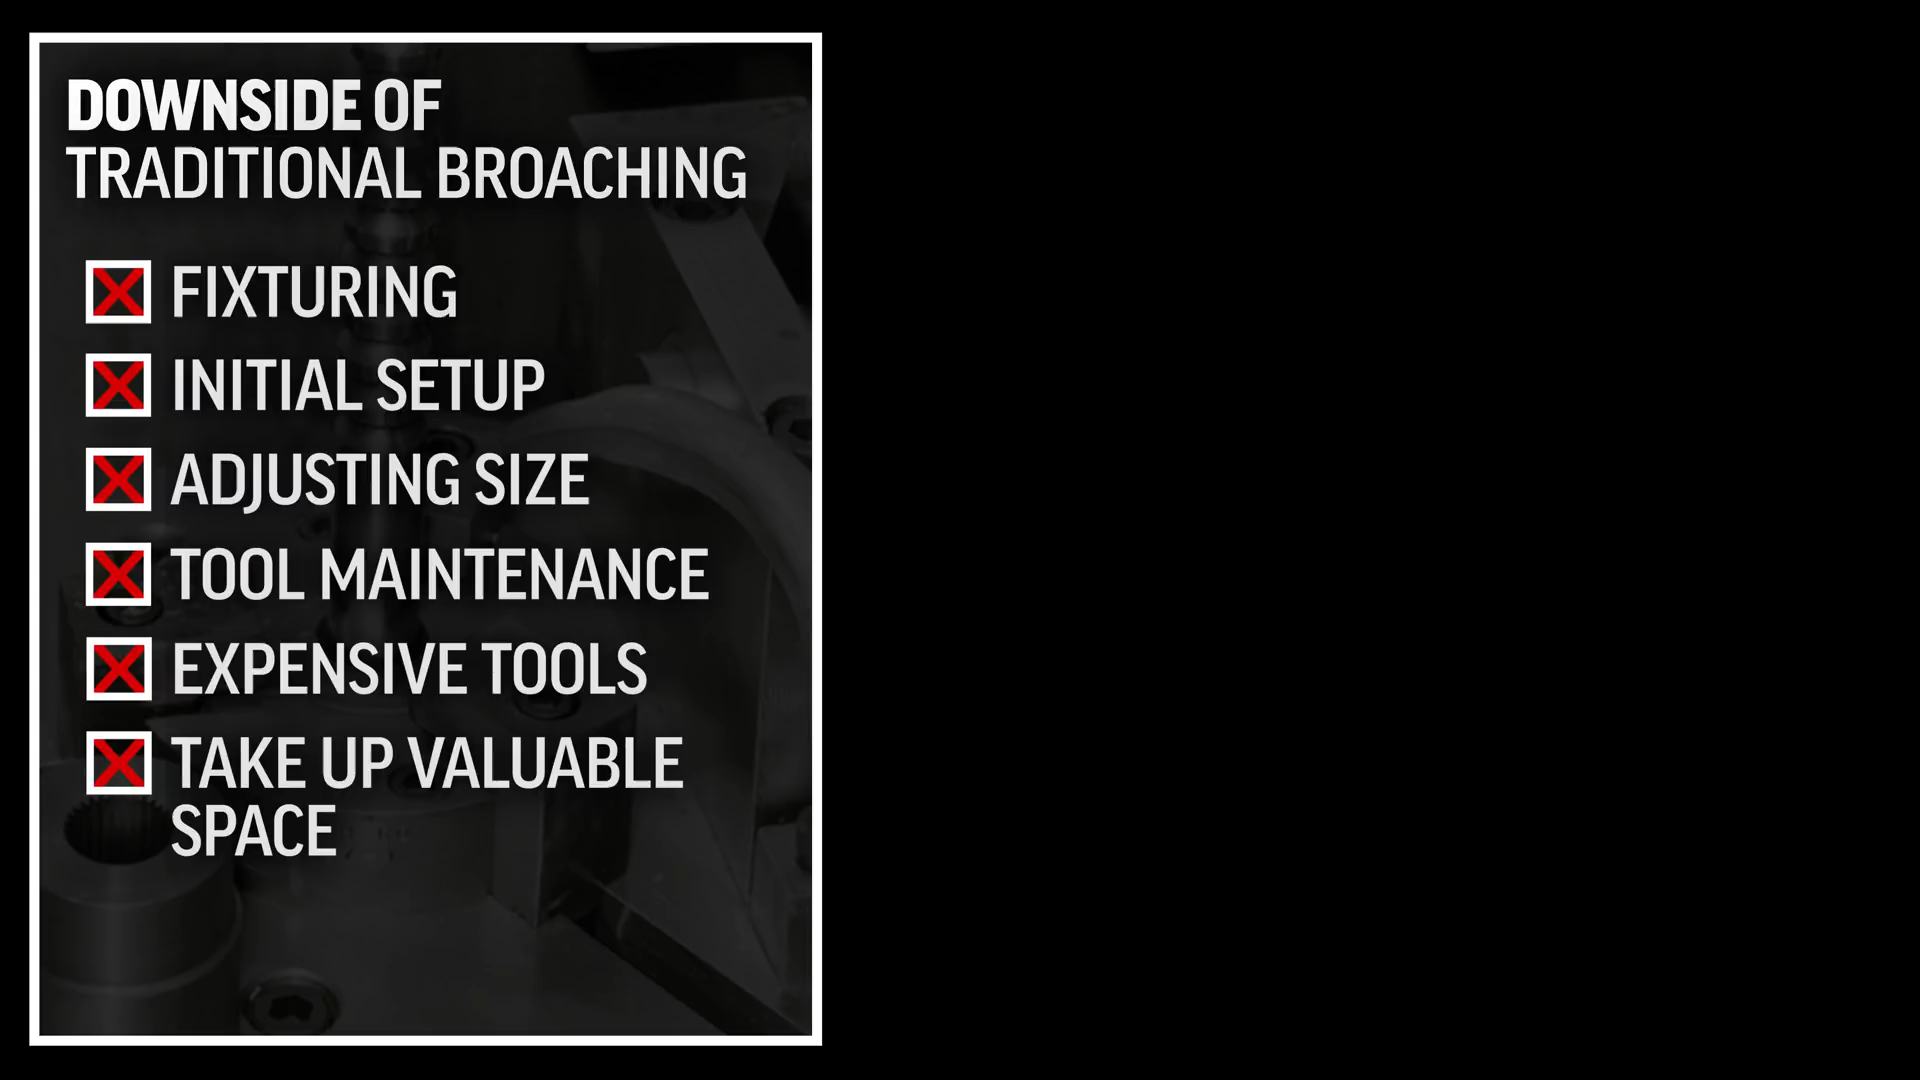 DOWNSIDE OF
TRADITIONAL BROACHING
FIXTURING
INITIAL SETUP
ADJUSTING SIZE
TOOL MAINTENANCE
EXPENSIVE TOOLS
TAKE UP VALUABLE
SPACE